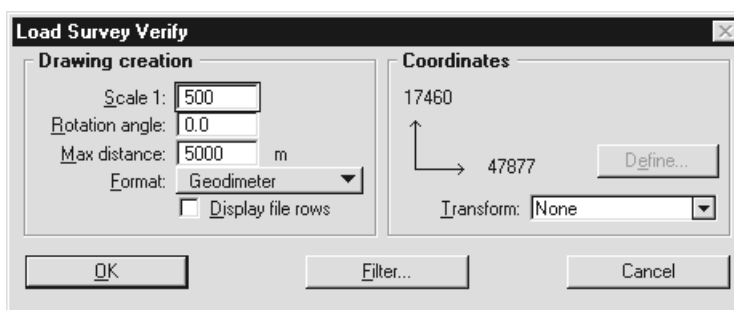 Load Survey Verify
Drawing creation
Scale 1: 500
Rotation angle: 0.0
Max distance: 5000 m
Format: Geodimeter
Display file rows
Coordinates
17460
47877
Define...
Transform: None
OK
Filter...
Cancel